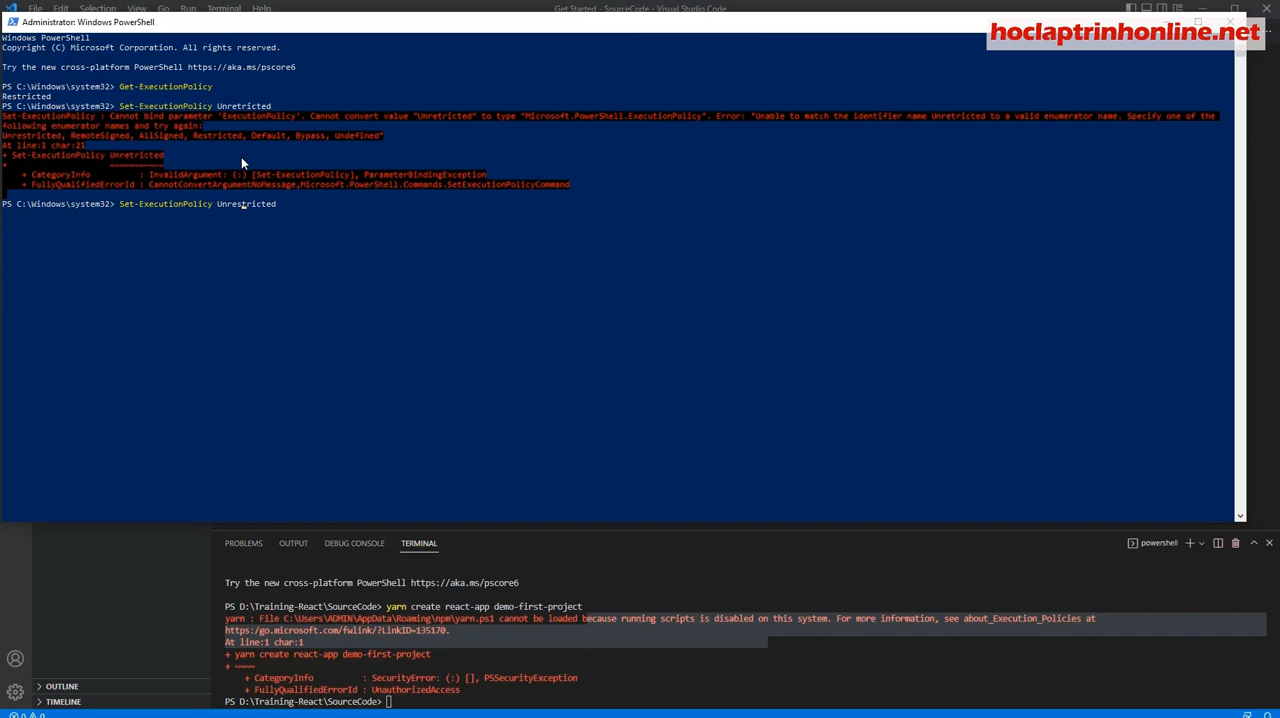 File Edit Selection View Go Run Terminal Help
Get Started - SourceCode - Visual Studio Code
Administrator: Windows PowerShell
hoclaptrinhonline.net
Windows PowerShell
Copyright (C) Microsoft Corporation. All rights reserved.
Try the new cross-platform PowerShell https://aka.ms/pscore6
PS C:\Windows\system32> Get-ExecutionPolicy
Restricted
PS C:\Windows\system32> Set-ExecutionPolicy Unretricted
Set-ExecutionPolicy : Cannot bind parameter 'ExecutionPolicy'. Cannot convert value "Unretricted" to type "Microsoft.PowerShell.ExecutionPolicy". Error: "Unable to match the identifier name Unretricted to a valid enumerator name. Specify one of the
following enumerator names and try again:
Unrestricted, RemoteSigned, AllSigned, Restricted, Default, Bypass, Undefined"
At line:1 char:21
+ Set-ExecutionPolicy Unretricted
+ ~~~~~~~~~~~
+ CategoryInfo : InvalidArgument: (:) [Set-ExecutionPolicy], ParameterBindingException
+ FullyQualifiedErrorId : CannotConvertArgumentNoMessage,Microsoft.PowerShell.Commands.SetExecutionPolicyCommand
PS C:\Windows\system32> Set-ExecutionPolicy Unrestricted
PROBLEMS OUTPUT DEBUG CONSOLE TERMINAL
powershell
Try the new cross-platform PowerShell https://aka.ms/pscore6
PS D:\Training-React\SourceCode> yarn create react-app demo-first-project
yarn : File C:\Users\ADMIN\AppData\Roaming\npm\yarn.ps1 cannot be loaded because running scripts is disabled on this system. For more information, see about_Execution_Policies at
https:/go.microsoft.com/fwlink/?LinkID=135170.
At line:1 char:1
+ yarn create react-app demo-first-project
+ ~~~~
+ CategoryInfo : SecurityError: (:) [], PSSecurityException
+ FullyQualifiedErrorId : UnauthorizedAccess
PS D:\Training-React\SourceCode>
OUTLINE
TIMELINE
0 0